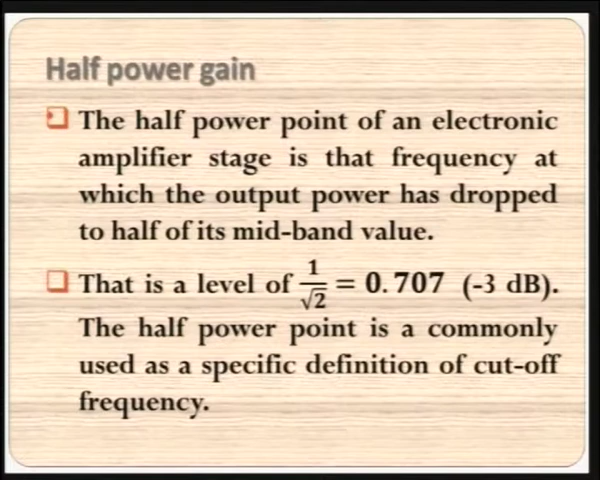 Half power gain
The half power point of an electronic
amplifier stage is that frequency at
which the output power has dropped
to half of its mid-band value.
That is a level of 1/√2 = 0.707 (-3 dB).
The half power point is a commonly
used as a specific definition of cut-off
frequency.